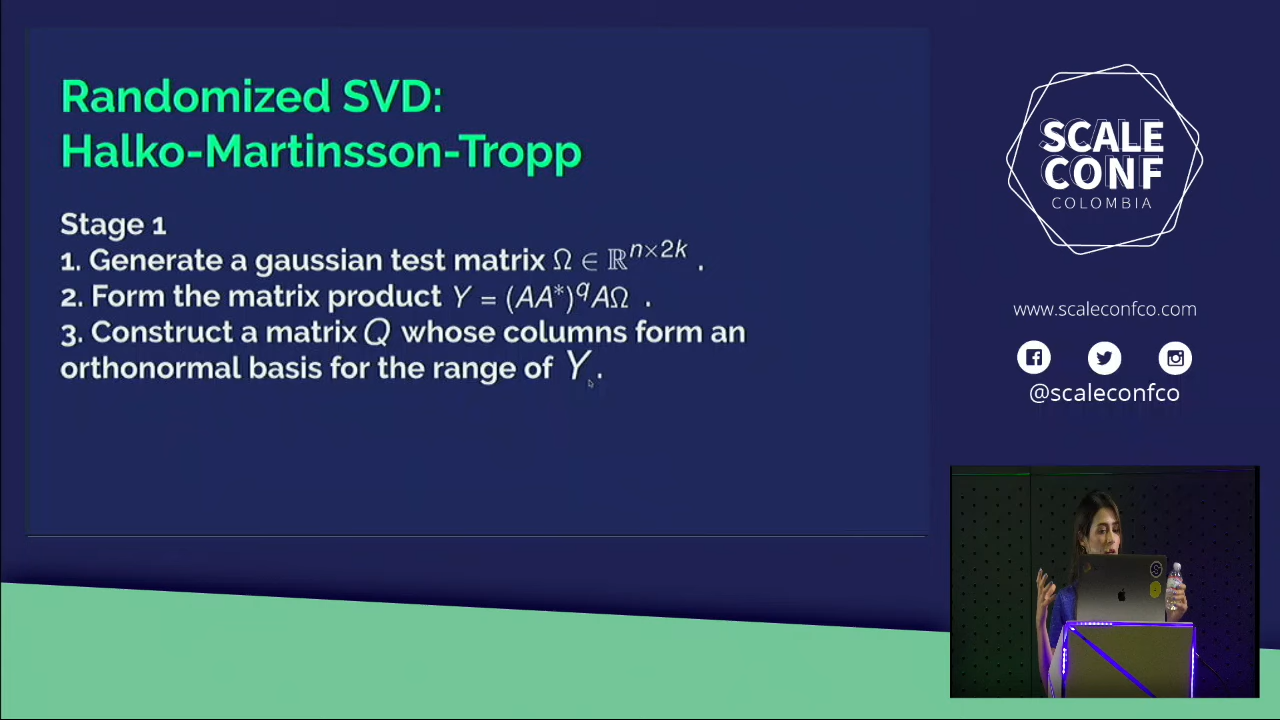 Randomized SVD:
Halko-Martinsson-Tropp
Stage 1
1. Generate a gaussian test matrix Ω ∈ ℝ^{n×2k} .
2. Form the matrix product Y = (AA*)^q AΩ .
3. Construct a matrix Q whose columns form an
orthonormal basis for the range of Y.
SCALE
CONF
COLOMBIA
www.scaleconfco.com
@scaleconfco